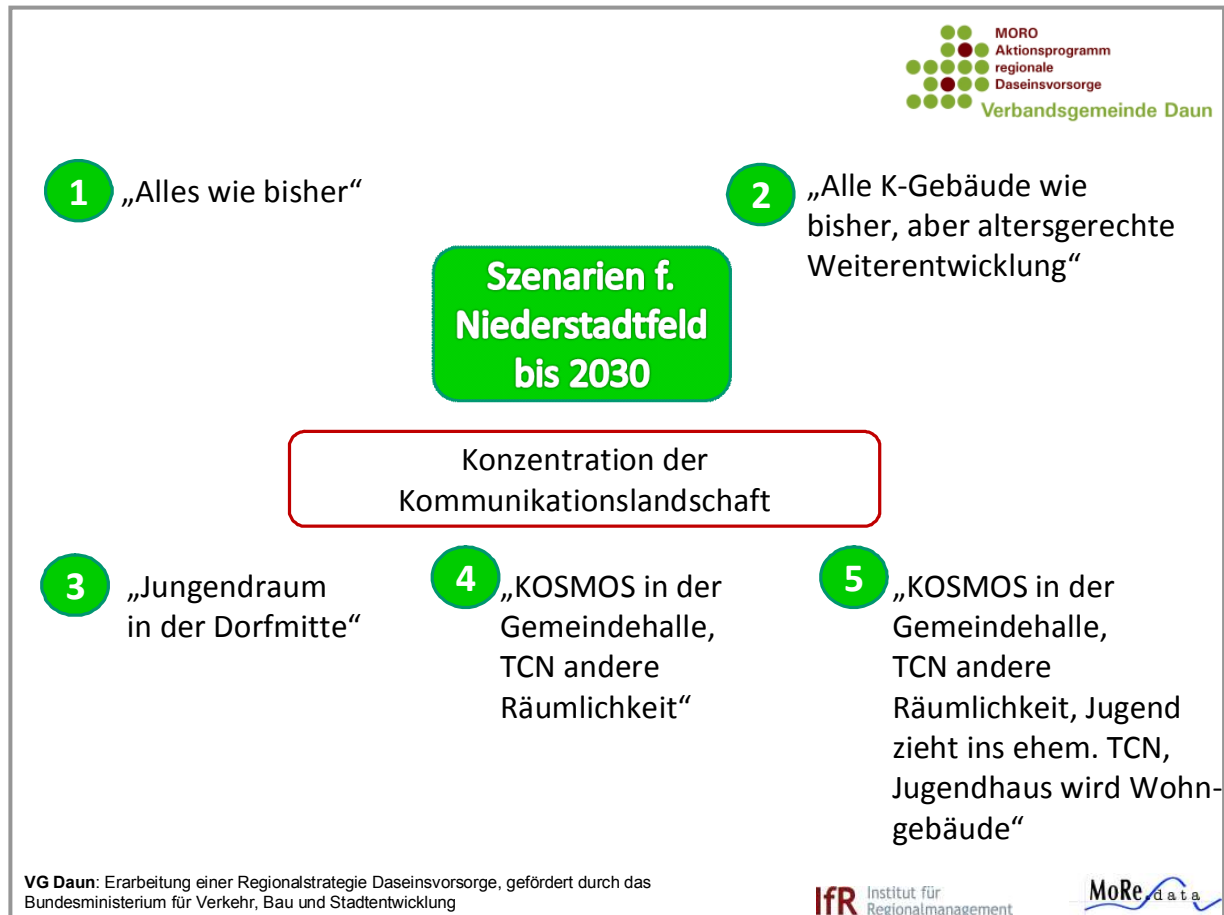 MORO
Aktionsprogramm
regionale
Daseinsvorsorge
Verbandsgemeinde Daun
1
„Alles wie bisher“
2
„Alle K-Gebäude wie
bisher, aber altersgerechte
Weiterentwicklung“
Szenarien f.
Niederstadtfeld
bis 2030
Konzentration der
Kommunikationslandschaft
3
„Jungendraum
in der Dorfmitte“
4
„KOSMOS in der
Gemeindehalle,
TCN andere
Räumlichkeit“
5
„KOSMOS in der
Gemeindehalle,
TCN andere
Räumlichkeit, Jugend
zieht ins ehem. TCN,
Jugendhaus wird Wohn-
gebäude“
VG Daun: Erarbeitung einer Regionalstrategie Daseinsvorsorge, gefördert durch das
Bundesministerium für Verkehr, Bau und Stadtentwicklung
IfR Institut für
Regionalmanagement
MoRe data